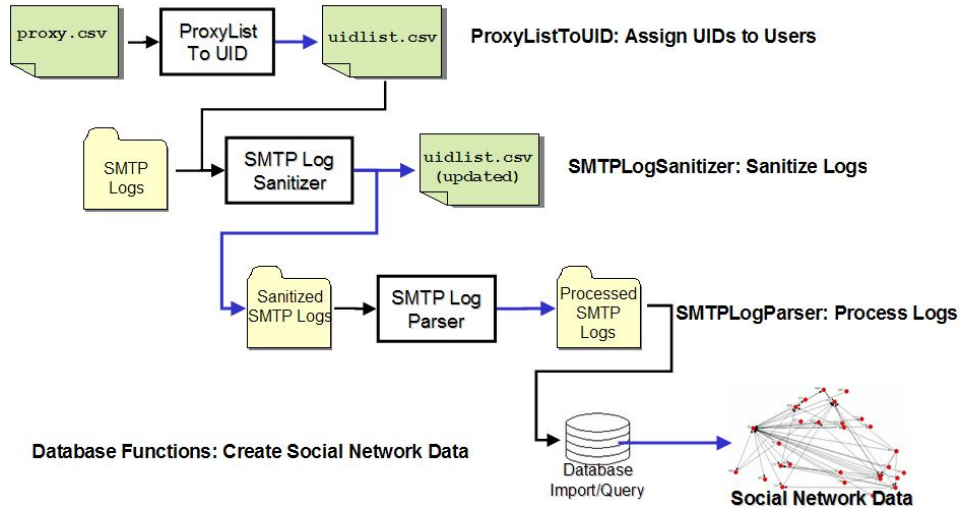 proxy.csv
ProxyList
To UID
uidlist.csv
ProxyListToUID: Assign UIDs to Users
SMTP
Logs
SMTP Log
Sanitizer
uidlist.csv
(updated)
SMTPLogSanitizer: Sanitize Logs
Sanitized
SMTP Logs
SMTP Log
Parser
Processed
SMTP
Logs
SMTPLogParser: Process Logs
Database Functions: Create Social Network Data
Database
Import/Query
Social Network Data